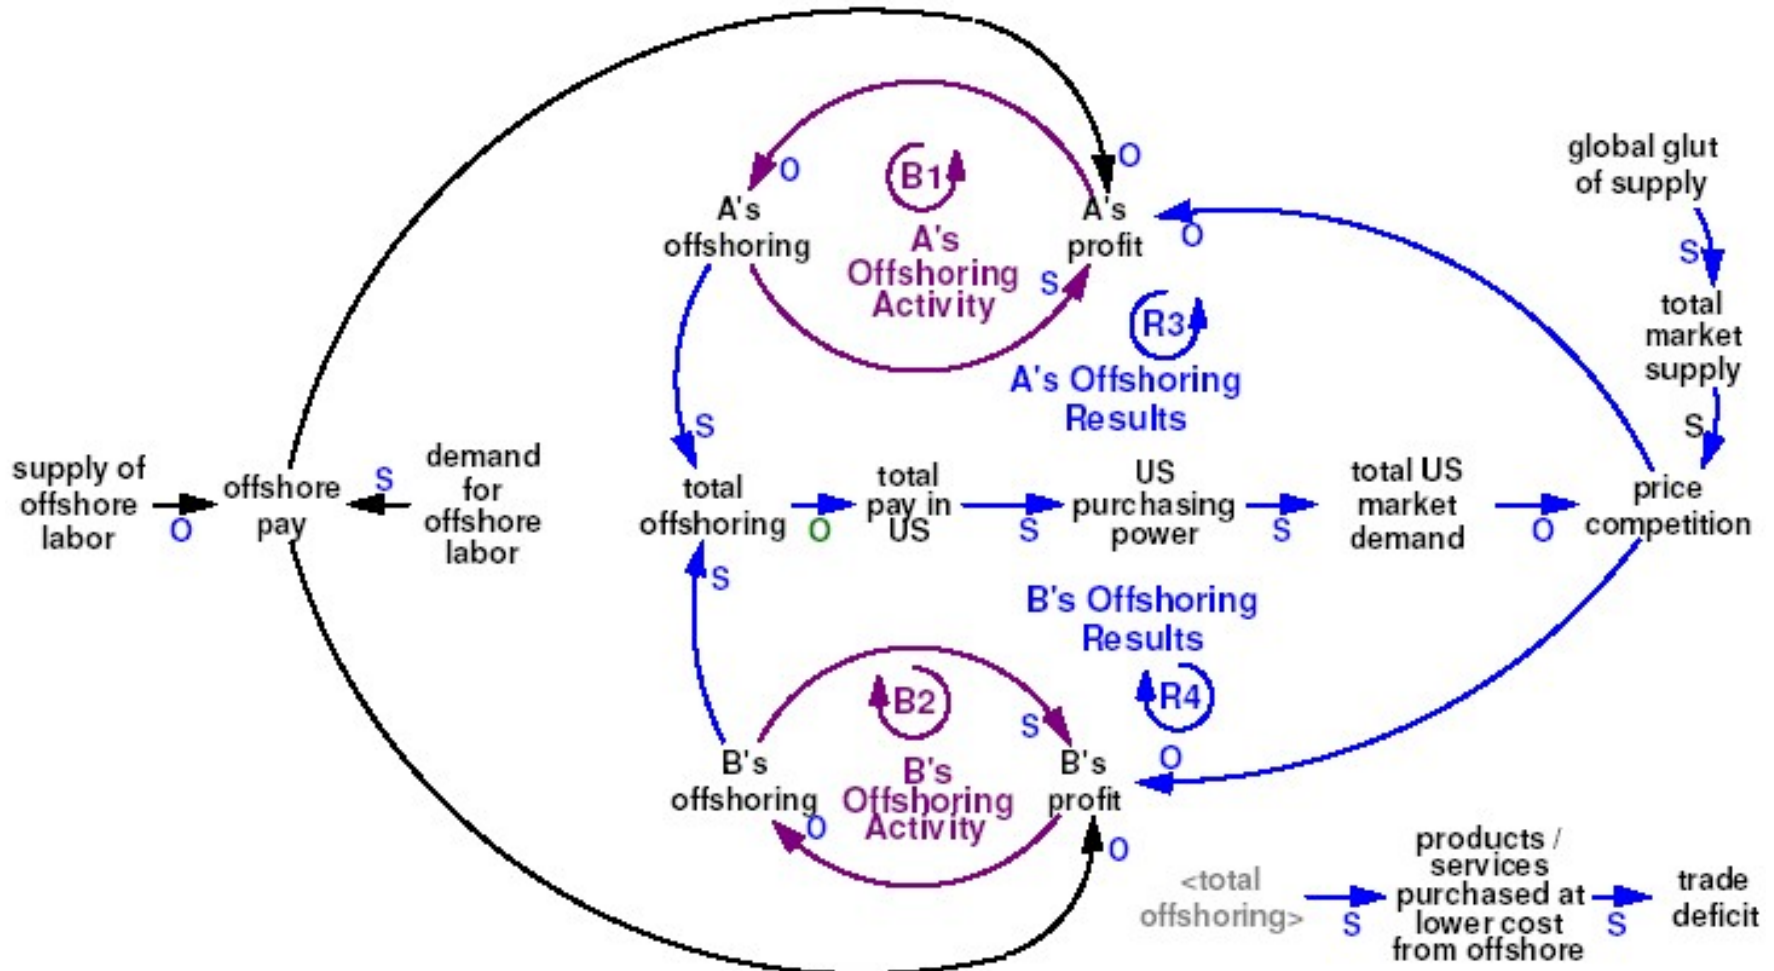 O
A's
offshoring
B1
A's
Offshoring
Activity
S
A's
profit
O
O
global glut
of supply
S
total
market
supply
S
R3
A's Offshoring
Results
S
supply of
offshore
labor
O
offshore
pay
S
demand
for
offshore
labor
total
offshoring
O
total
pay in
US
S
US
purchasing
power
S
total US
market
demand
O
price
competition
S
B's Offshoring
Results
R4
B2
S
O
B's
offshoring
O
B's
Offshoring
Activity
B's
profit
O
<total
offshoring>
S
products /
services
purchased at
lower cost
from offshore
S
trade
deficit